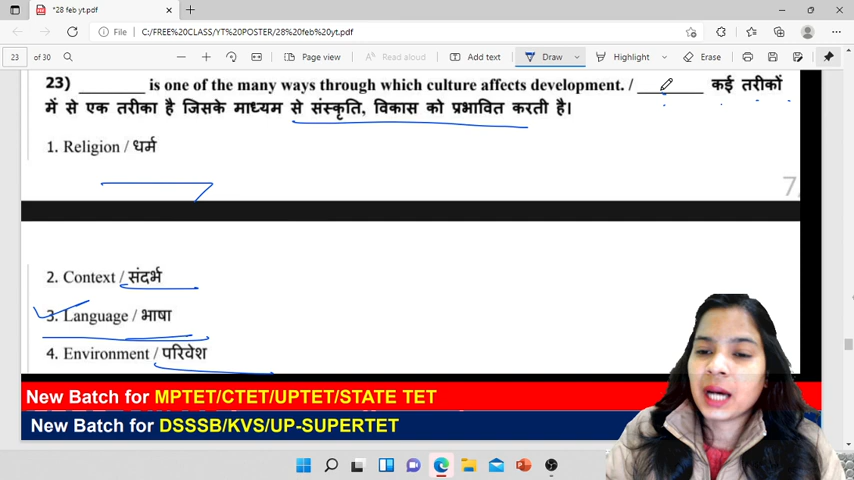 *28 feb yt.pdf
File
C:/FREE%20CLASS/YT%20POSTER/28%20feb%20yt.pdf
23 of 30
Page view
Read aloud
Add text
Draw
Highlight
Erase
23) _______ is one of the many ways through which culture affects development. / _______ कई तरीकों
में से एक तरीका है जिसके माध्यम से संस्कृति, विकास को प्रभावित करती है।
1. Religion / धर्म
2. Context / संदर्भ
3. Language / भाषा
4. Environment / परिवेश
New Batch for MPTET/CTET/UPTET/STATE TET
New Batch for DSSSB/KVS/UP-SUPERTET